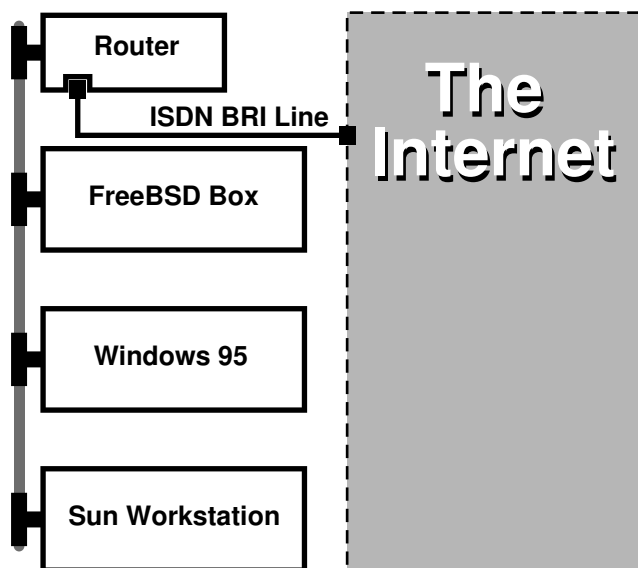 Router
ISDN BRI Line
The
Internet
FreeBSD Box
Windows 95
Sun Workstation